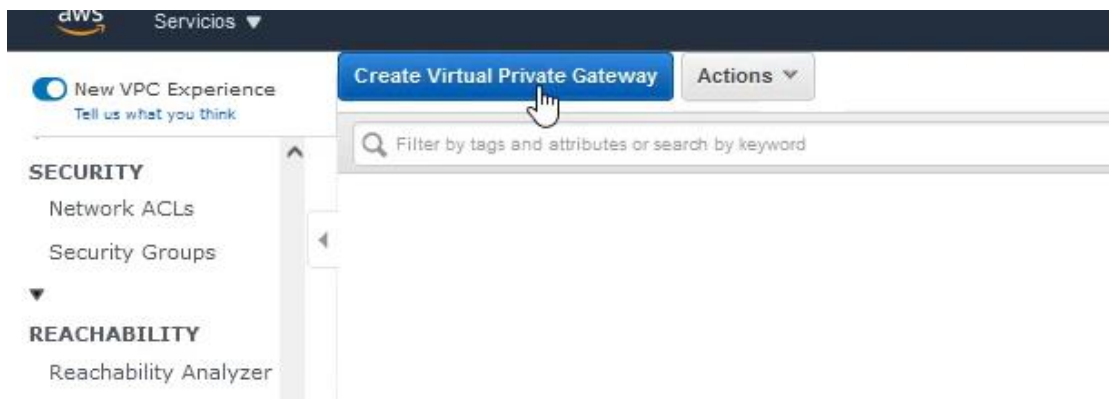 aws
Servicios ▼
New VPC Experience
Tell us what you think
Create Virtual Private Gateway
Actions
Filter by tags and attributes or search by keyword
SECURITY
Network ACLs
Security Groups
REACHABILITY
Reachability Analyzer